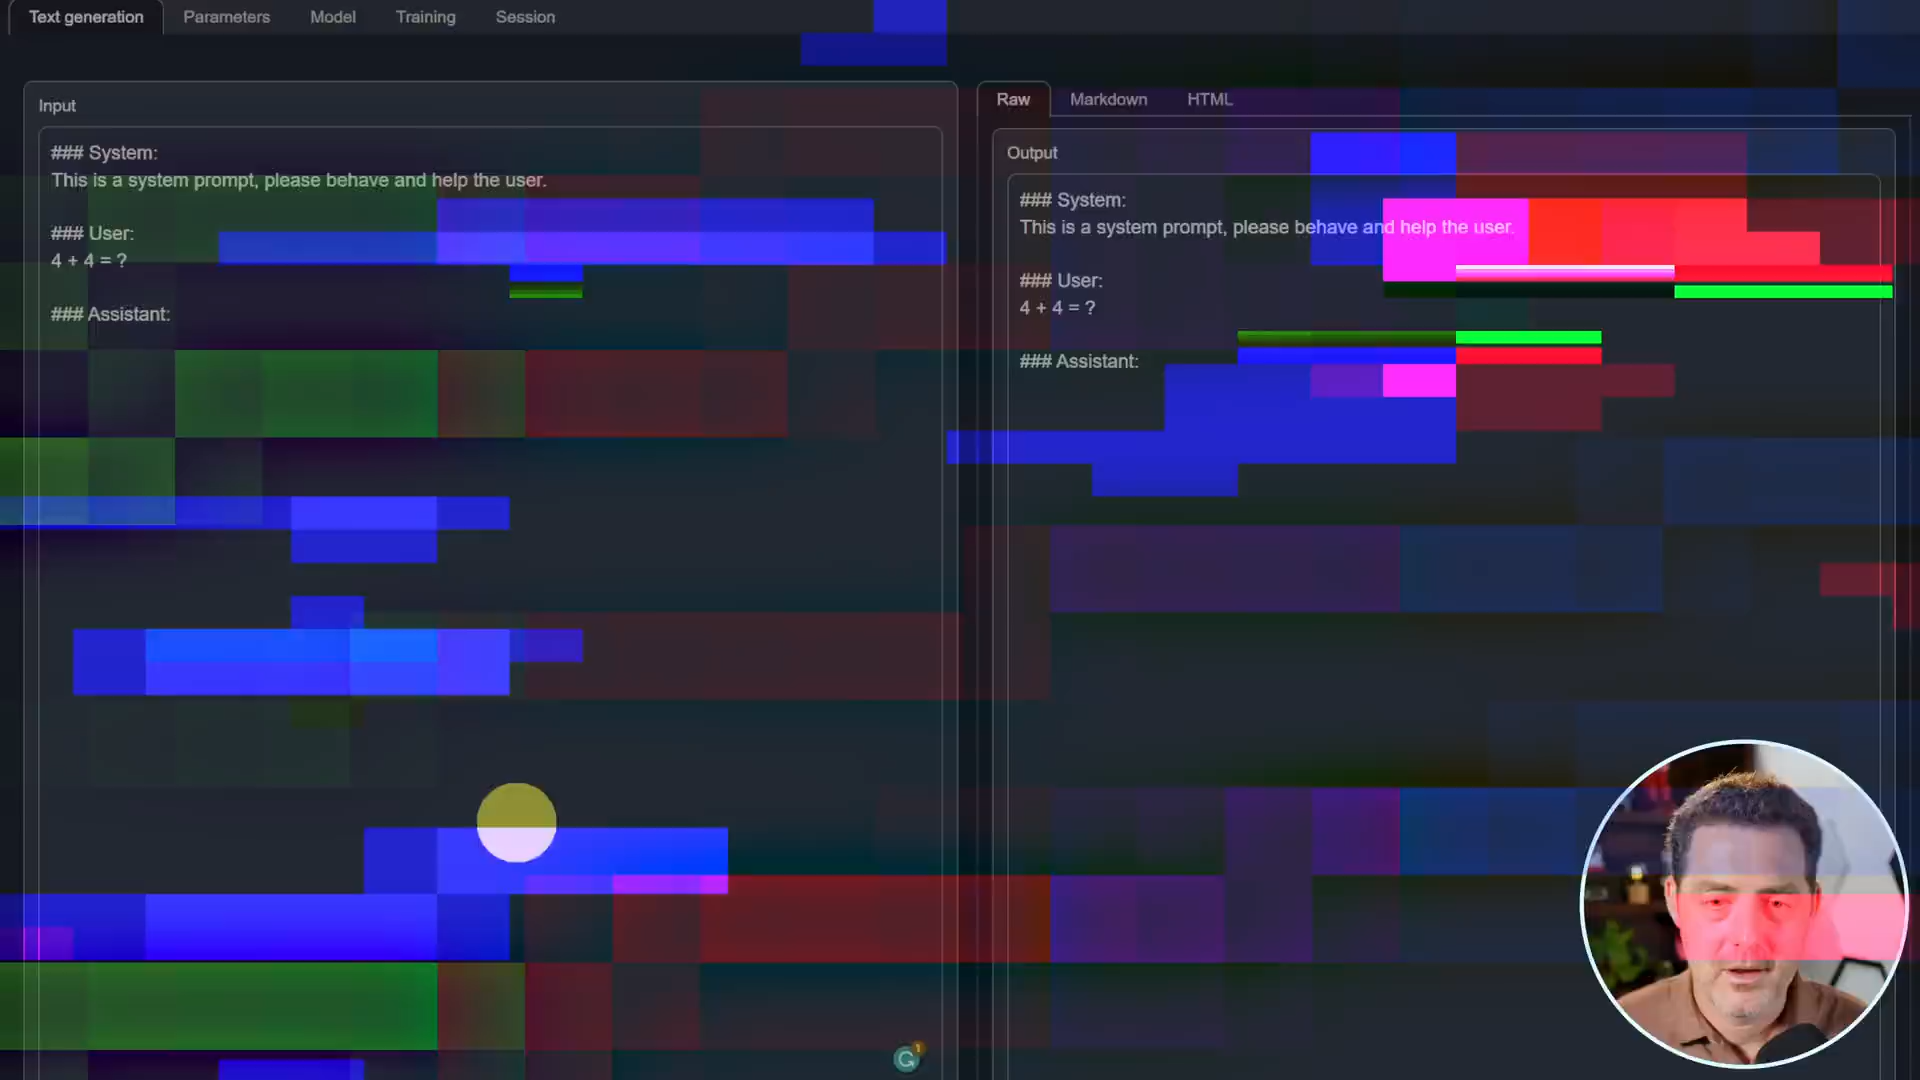 Text generation
Parameters
Model
Training
Session
Input
### System:
This is a system prompt, please behave and help the user.
### User:
4 + 4 = ?
### Assistant:
Raw
Markdown
HTML
Output
### System:
This is a system prompt, please behave and help the user.
### User:
4 + 4 = ?
### Assistant:
1